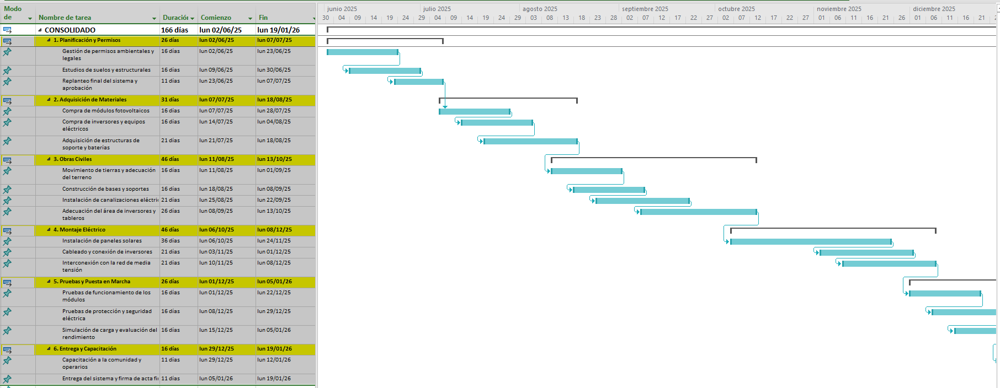 Modo de Nombre de tarea Duración Comienzo Fin
junio 2025 julio 2025 agosto 2025 septiembre 2025 octubre 2025 noviembre 2025 diciembre 2025
30 04 09 14 19 24 29 04 09 14 19 24 29 03 08 13 18 23 28 02 07 12 17 22 27 02 07 12 17 22 27 01 06 11 16 21 26 01 06 11 16 21
CONSOLIDADO 166 días lun 02/06/25 lun 19/01/26
1. Planificación y Permisos 26 días lun 02/06/25 lun 07/07/25
Gestión de permisos ambientales y legales 16 días lun 02/06/25 lun 23/06/25
Estudios de suelos y estructurales 16 días lun 09/06/25 lun 30/06/25
Replanteo final del sistema y aprobación 11 días lun 23/06/25 lun 07/07/25
2. Adquisición de Materiales 31 días lun 07/07/25 lun 18/08/25
Compra de módulos fotovoltaicos 16 días lun 07/07/25 lun 28/07/25
Compra de inversores y equipos eléctricos 16 días lun 14/07/25 lun 04/08/25
Adquisición de estructuras de soporte y baterías 21 días lun 21/07/25 lun 18/08/25
3. Obras Civiles 46 días lun 11/08/25 lun 13/10/25
Movimiento de tierras y adecuación del terreno 16 días lun 11/08/25 lun 01/09/25
Construcción de bases y soportes 16 días lun 18/08/25 lun 08/09/25
Instalación de canalizaciones eléctri 21 días lun 25/08/25 lun 22/09/25
Adecuación del área de inversores y tableros 26 días lun 08/09/25 lun 13/10/25
4. Montaje Eléctrico 46 días lun 06/10/25 lun 08/12/25
Instalación de paneles solares 36 días lun 06/10/25 lun 24/11/25
Cableado y conexión de inversores 21 días lun 03/11/25 lun 01/12/25
Interconexión con la red de media tensión 21 días lun 10/11/25 lun 08/12/25
5. Pruebas y Puesta en Marcha 26 días lun 01/12/25 lun 05/01/26
Pruebas de funcionamiento de los módulos 16 días lun 01/12/25 lun 22/12/25
Pruebas de protección y seguridad eléctrica 16 días lun 08/12/25 lun 29/12/25
Simulación de carga y evaluación del rendimiento 16 días lun 15/12/25 lun 05/01/26
6. Entrega y Capacitación 16 días lun 29/12/25 lun 19/01/26
Capacitación a la comunidad y operarios 11 días lun 29/12/25 lun 12/01/26
Entrega del sistema y firma de acta fi 11 días lun 05/01/26 lun 19/01/26